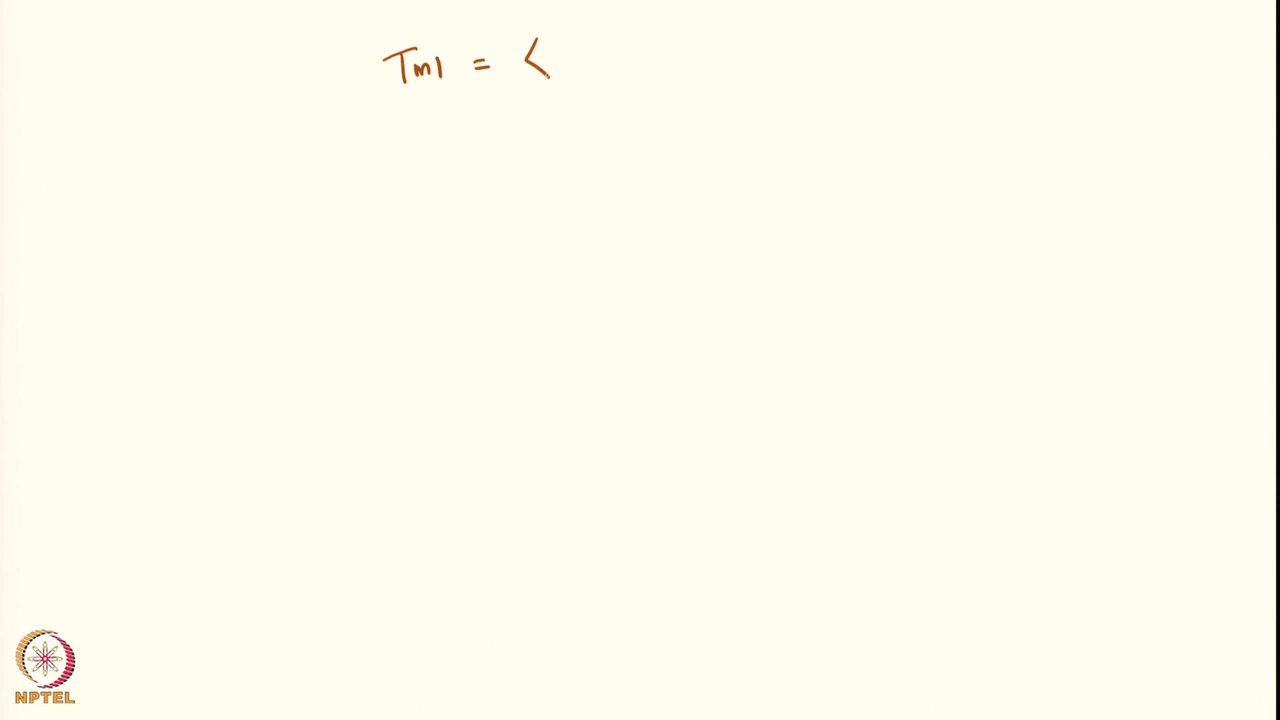 Tm1 = <
NPTEL